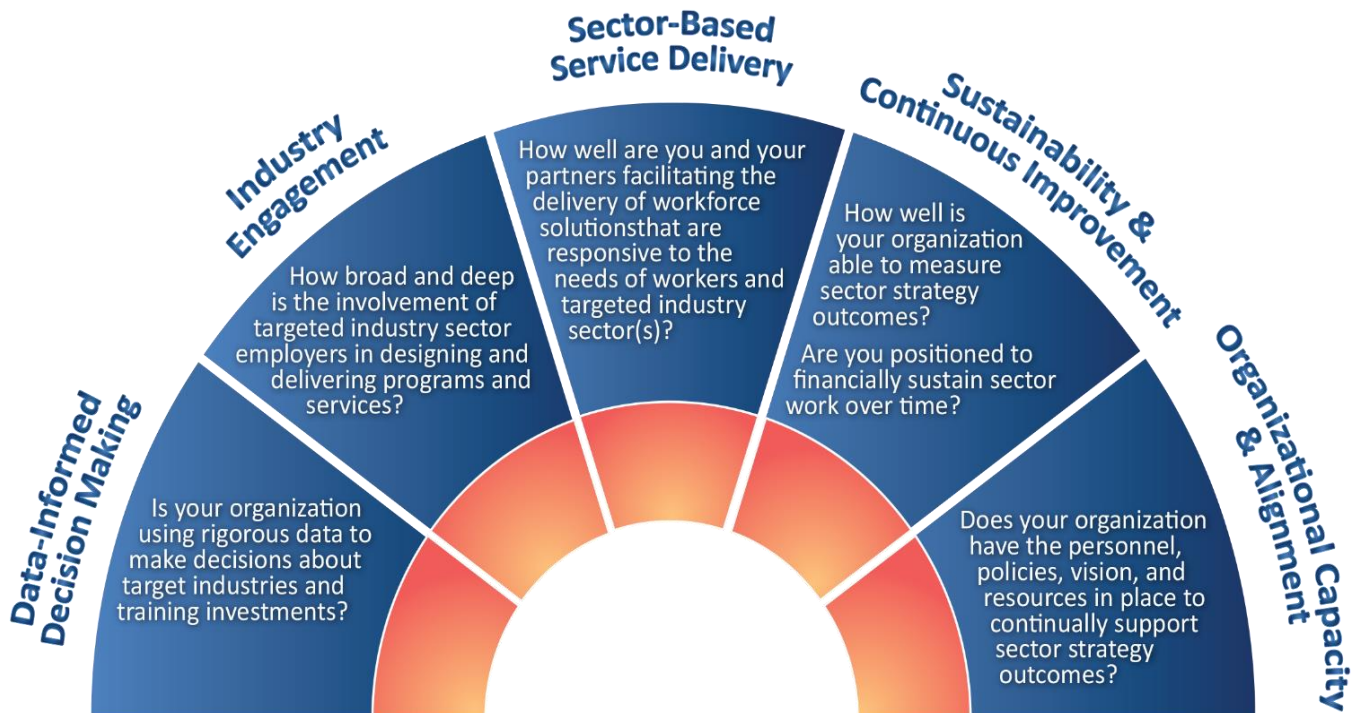 Data-Informed
Decision Making
Is your organization
using rigorous data to
make decisions about
target industries and
training investments?
Industry
Engagement
How broad and deep
is the involvement of
targeted industry sector
employers in designing and
delivering programs and
services?
Sector-Based
Service Delivery
How well are you and your
partners facilitating the
delivery of workforce
solutionsthat are
responsive to the
needs of workers and
targeted industry
sector(s)?
Sustainability &
Continuous Improvement
How well is
your organization
able to measure
sector strategy
outcomes?
Are you positioned to
financially sustain sector
work over time?
Organizational Capacity
& Alignment
Does your organization
have the personnel,
policies, vision, and
resources in place to
continually support
sector strategy
outcomes?